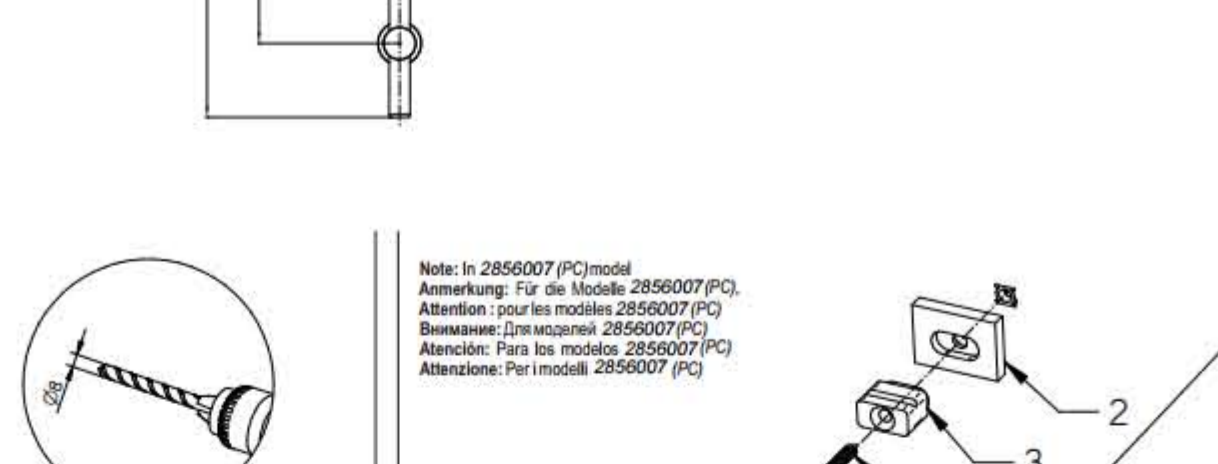 Note: In 2856007 (PC) model
Anmerkung: Für die Modelle 2856007 (PC).
Attention : pour les modèles 2856007 (PC)
Внимание: Для моделей 2856007 (PC)
Atención: Para los modelos 2856007 (PC)
Attenzione: Per i modelli 2856007 (PC)
Ø8
2
3